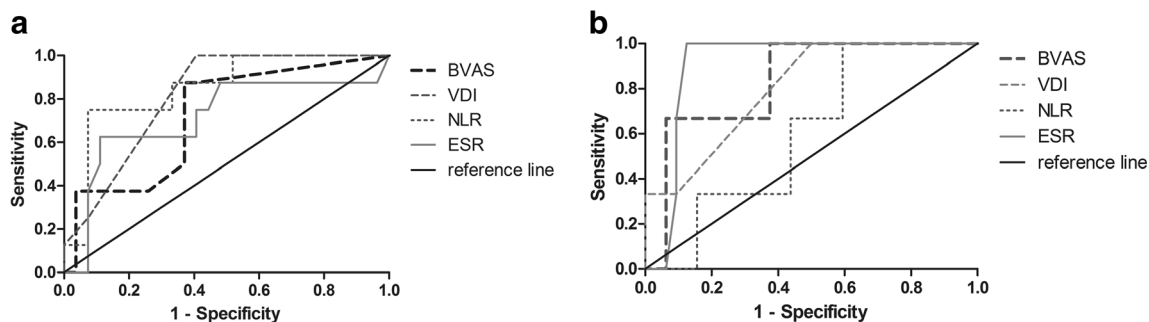 a
Sensitivity
1.0
0.8
0.6
0.4
0.2
0.0
0.0 0.2 0.4 0.6 0.8 1.0
1 - Specificity
BVAS
VDI
NLR
ESR
reference line
b
Sensitivity
1.0
0.8
0.6
0.4
0.2
0.0
0.0 0.2 0.4 0.6 0.8 1.0
1 - Specificity
BVAS
VDI
NLR
ESR
reference line